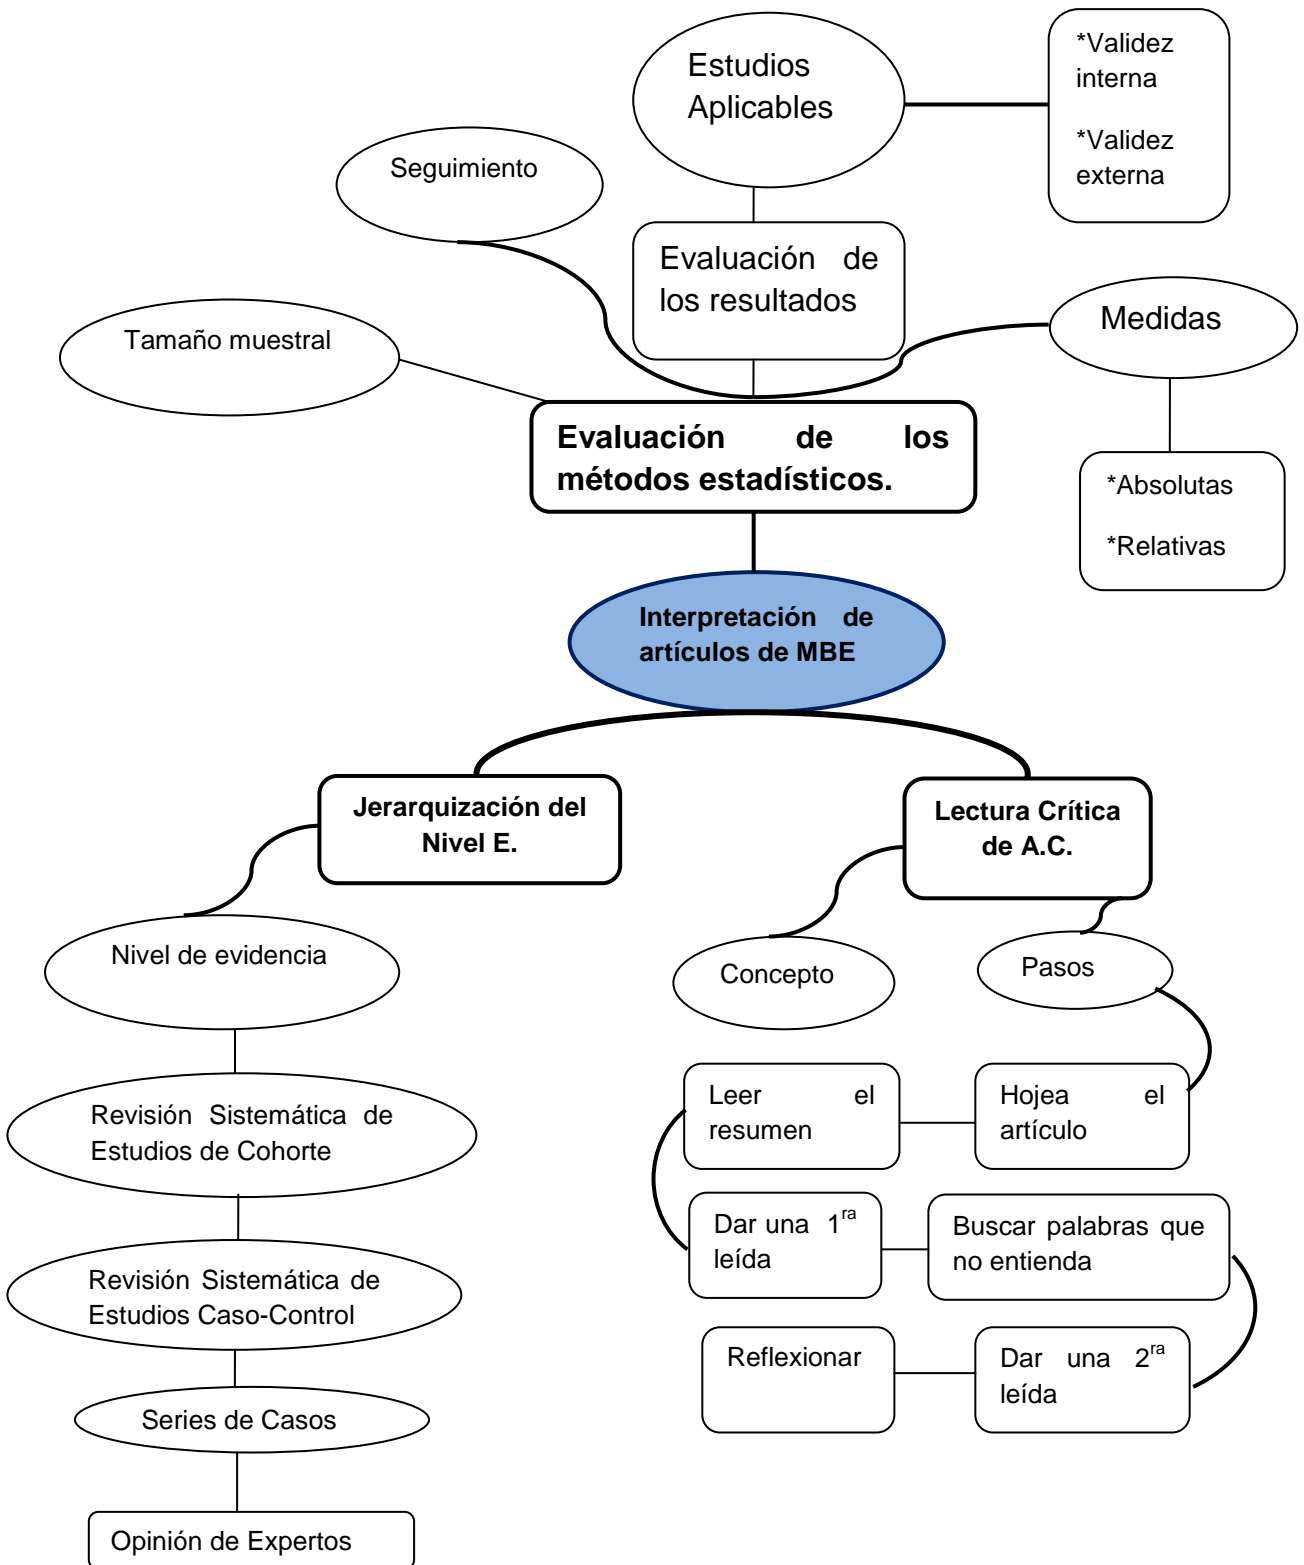 Estudios
Aplicables
*Validez
interna
*Validez
externa
Seguimiento
Evaluación de
los resultados
Tamaño muestral
Medidas
Evaluación de los
métodos estadísticos.
*Absolutas
*Relativas
Interpretación de
artículos de MBE
Jerarquización del
Nivel E.
Lectura Crítica
de A.C.
Nivel de evidencia
Concepto
Pasos
Revisión Sistemática de
Estudios de Cohorte
Leer el
resumen
Hojea el
artículo
Dar una 1ra
leída
Buscar palabras que
no entienda
Revisión Sistemática de
Estudios Caso-Control
Reflexionar
Dar una 2ra
leída
Series de Casos
Opinión de Expertos